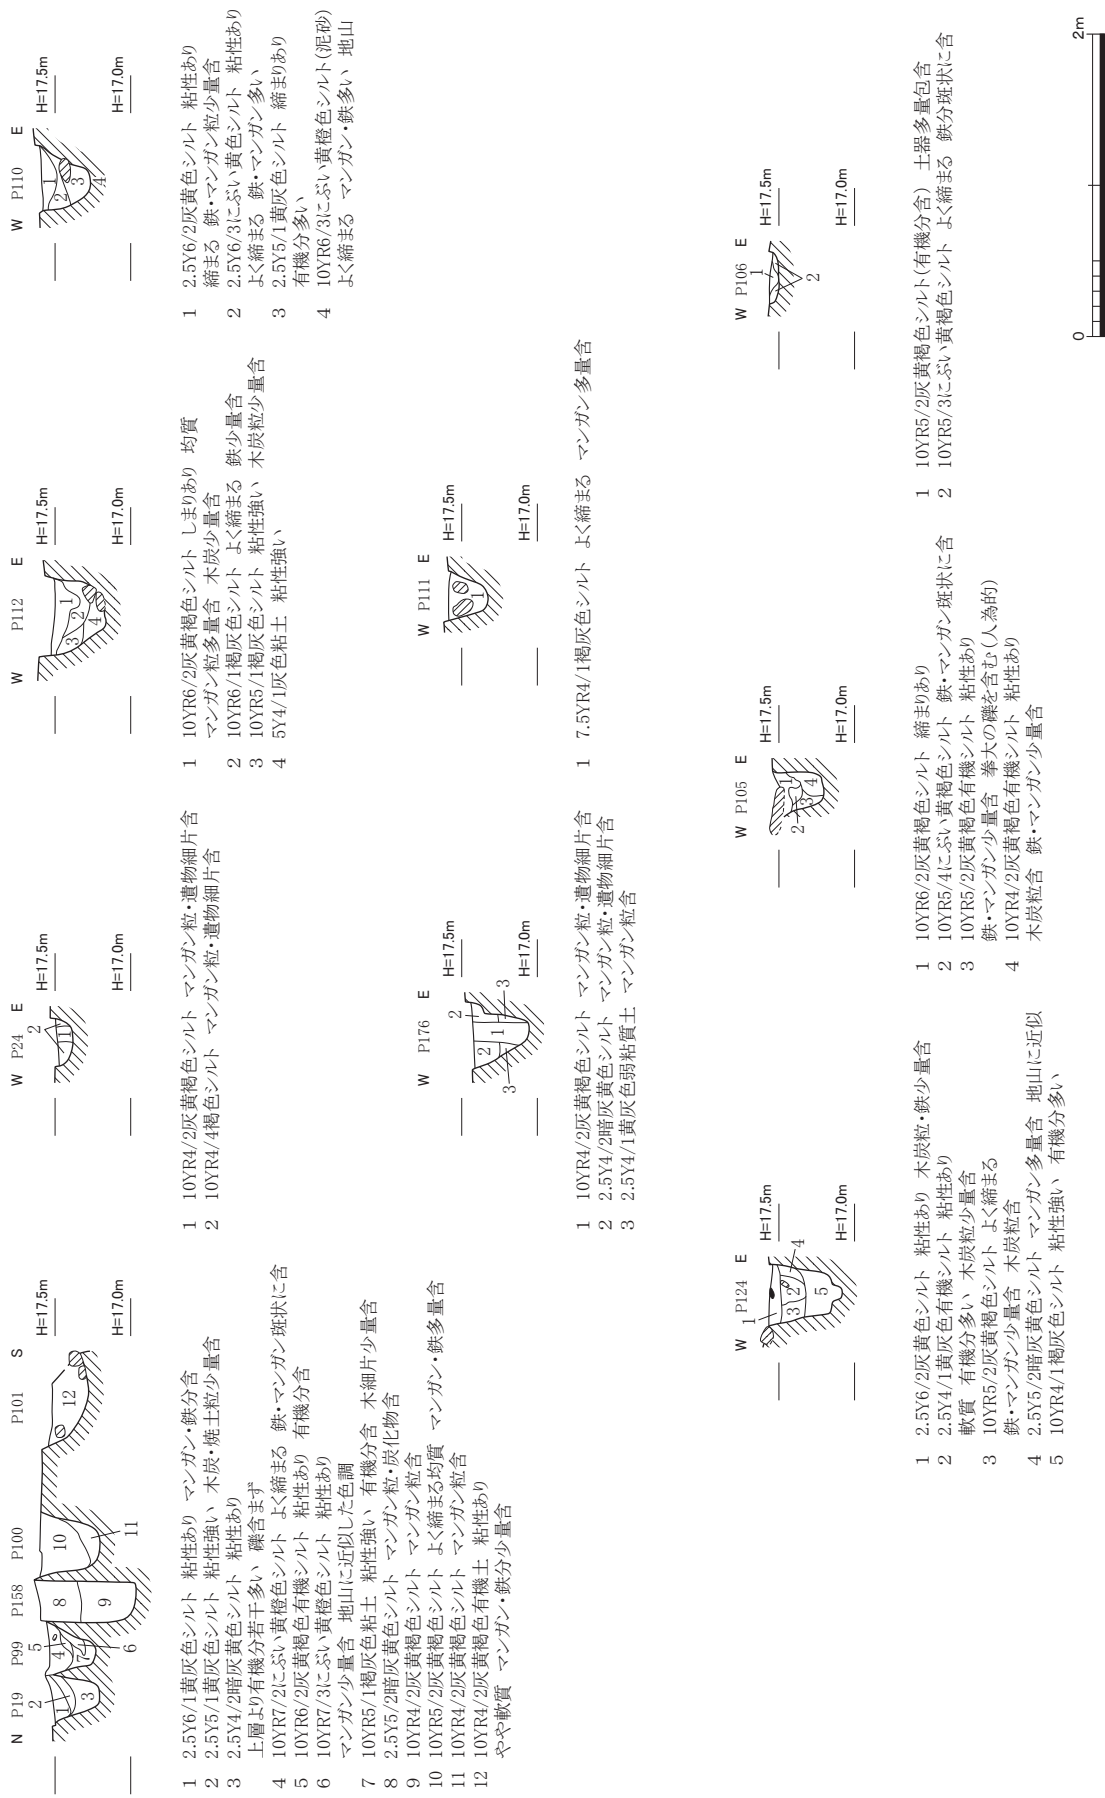 N P19 P99 P158 P100 P101 S
H=17.5m
H=17.0m
1 2 3 4 5 6 7 8 9 10 11 12
1 2.5Y6/1黄灰色シルト 粘性あり マンガン・鉄分含
2 2.5Y5/1黄灰色シルト 粘性強い 木炭・焼土粒少量含
3 2.5Y4/2暗灰黄色シルト 粘性あり
上層より有機分若干多い 礫含まず
4 10YR7/2にぶい黄橙色シルト よく締まる 鉄・マンガン斑状に含
5 10YR6/2灰黄褐色有機シルト 粘性あり 有機分含
6 10YR7/3にぶい黄橙色シルト 粘性あり
マンガン少量含 地山に近似した色調
7 10YR5/1褐灰色粘土 粘性強い 有機分含 木細片少量含
8 2.5Y5/2暗灰黄色シルト マンガン粒・炭化物含
9 10YR4/2灰黄褐色シルト マンガン粒含
10 10YR5/2灰黄褐色シルト よく締まる均質 マンガン・鉄多量含
11 10YR4/2灰黄褐色シルト マンガン粒含
12 10YR4/2灰黄褐色有機土 粘性あり
やや軟質 マンガン・鉄分少量含
W P24 E
H=17.5m
H=17.0m
1 2
1 10YR4/2灰黄褐色シルト マンガン粒・遺物細片含
2 10YR4/4褐色シルト マンガン粒・遺物細片含
W P112 E
H=17.5m
H=17.0m
1 2 3 4
1 10YR6/2灰黄褐色シルト しまりあり 均質
マンガン粒多量含 木炭少量含
2 10YR6/1褐灰色シルト よく締まる 鉄少量含
3 10YR5/1褐灰色シルト 粘性強い 木炭粒少量含
4 5Y4/1灰色粘土 粘性強い
W P110 E
H=17.5m
H=17.0m
1 2 3 4
1 2.5Y6/2灰黄色シルト 粘性あり
締まる 鉄・マンガン粒少量含
2 2.5Y6/3にぶい黄色シルト 粘性あり
よく締まる 鉄・マンガン多い
3 2.5Y5/1黄灰色シルト 締まりあり
有機分多い
4 10YR6/3にぶい黄橙色シルト(泥砂)
よく締まる マンガン・鉄多い 地山
W P176 E
H=17.5m
H=17.0m
2 1 2 3 3
1 10YR4/2灰黄褐色シルト マンガン粒・遺物細片含
2 2.5Y4/2暗灰黄色シルト マンガン粒・遺物細片含
3 2.5Y4/1黄灰色弱粘質土 マンガン粒含
W P111 E
H=17.5m
H=17.0m
1
1 7.5YR4/1褐灰色シルト よく締まる マンガン多量含
W P124 E
H=17.5m
H=17.0m
1 2 3 4 5
1 2.5Y6/2灰黄色シルト 粘性あり 木炭粒・鉄少量含
2 2.5Y4/1黄灰色有機シルト 粘性あり
軟質 有機分多い 木炭粒少量含
3 10YR5/2灰黄褐色シルト よく締まる
鉄・マンガン少量含 木炭粒含
4 2.5Y5/2暗灰黄色シルト マンガン多量含 地山に近似
5 10YR4/1褐灰色シルト 粘性強い 有機分多い
W P105 E
H=17.5m
H=17.0m
1 2 3 4
1 10YR6/2灰黄褐色シルト 締まりあり
2 10YR5/4にぶい黄褐色シルト 鉄・マンガン斑状に含
3 10YR5/2灰黄褐色有機シルト 粘性あり
鉄・マンガン少量含 拳大の礫を含む(人為的)
4 10YR4/2灰黄褐色有機シルト 粘性あり
木炭粒含 鉄・マンガン少量含
W P106 E
H=17.5m
H=17.0m
1 2
1 10YR5/2灰黄褐色シルト(有機分含) 土器多量包含
2 10YR5/3にぶい黄褐色シルト よく締まる 鉄分斑状に含
0 2m